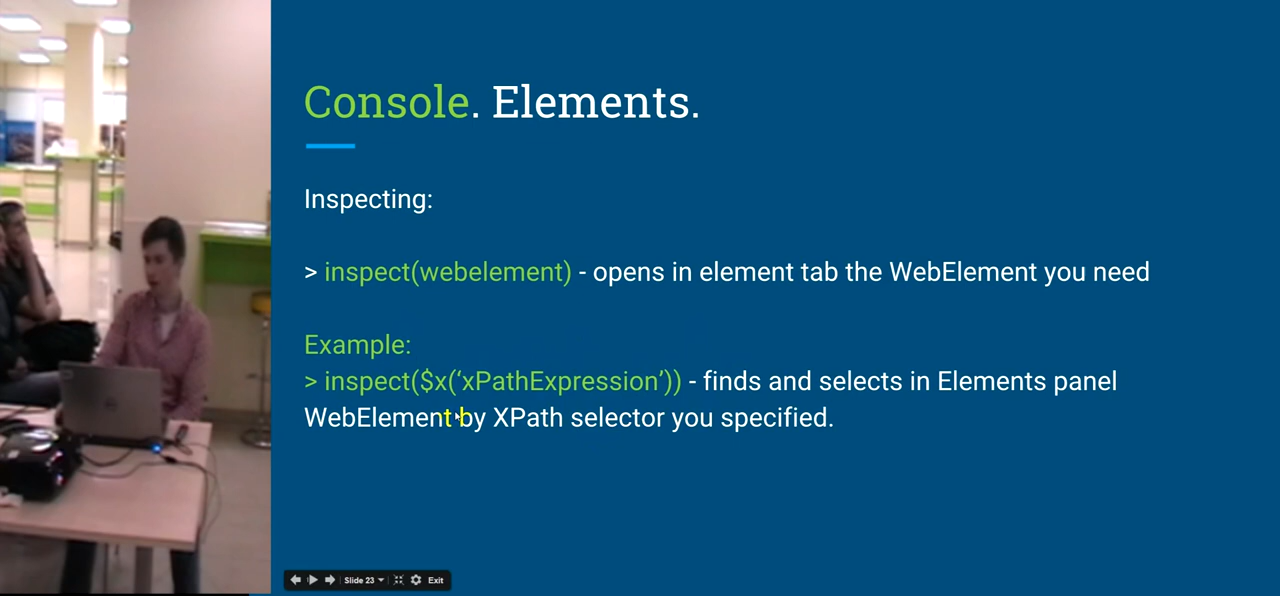 Console. Elements.
Inspecting:
> inspect(webelement) - opens in element tab the WebElement you need
Example:
> inspect($x(‘xPathExpression’)) - finds and selects in Elements panel
WebElement by XPath selector you specified.
Slide 23
Exit